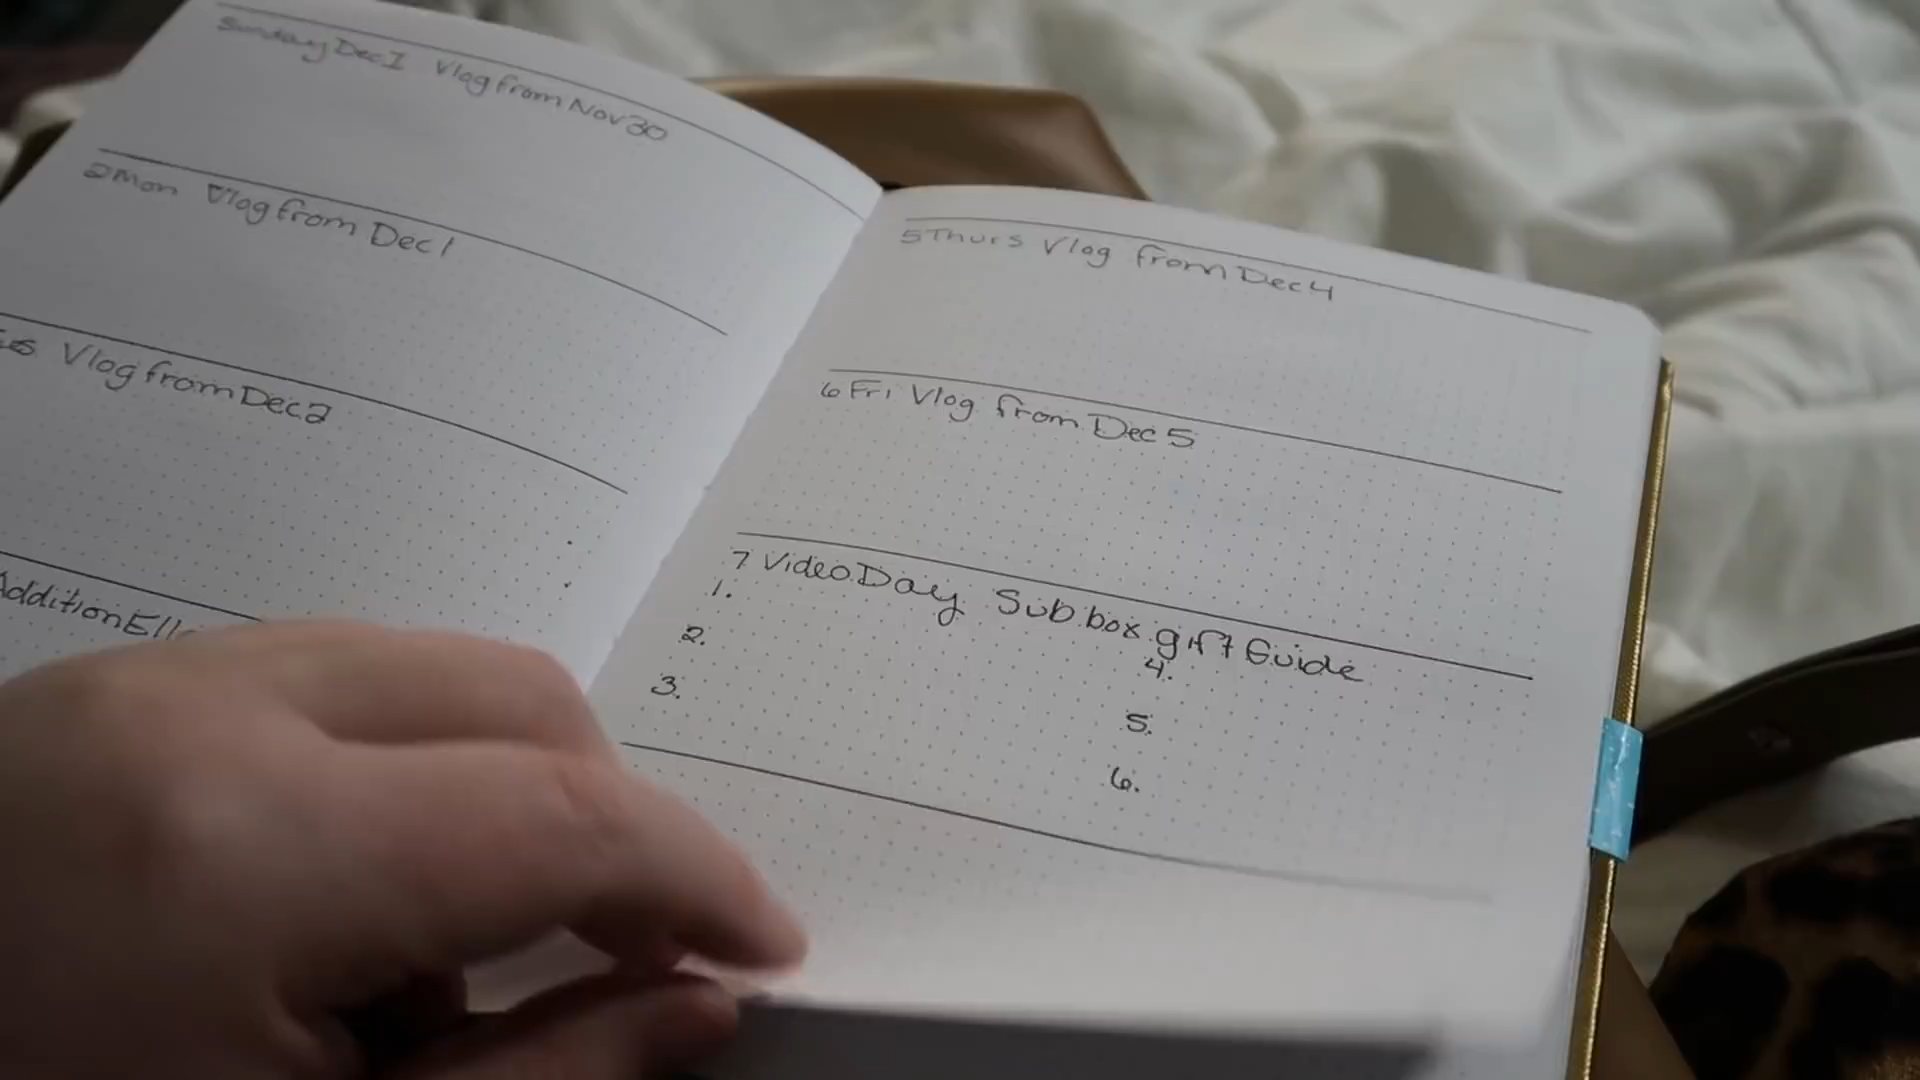 Sunday Dec 1 Vlog from Nov 30
2 Mon Vlog from Dec 1
Vlog from Dec 2
Addition
5 Thurs Vlog from Dec 4
6 Fri Vlog from Dec 5
7 Video Day Sub box gift Guide
1.
2.
3.
4.
5.
6.